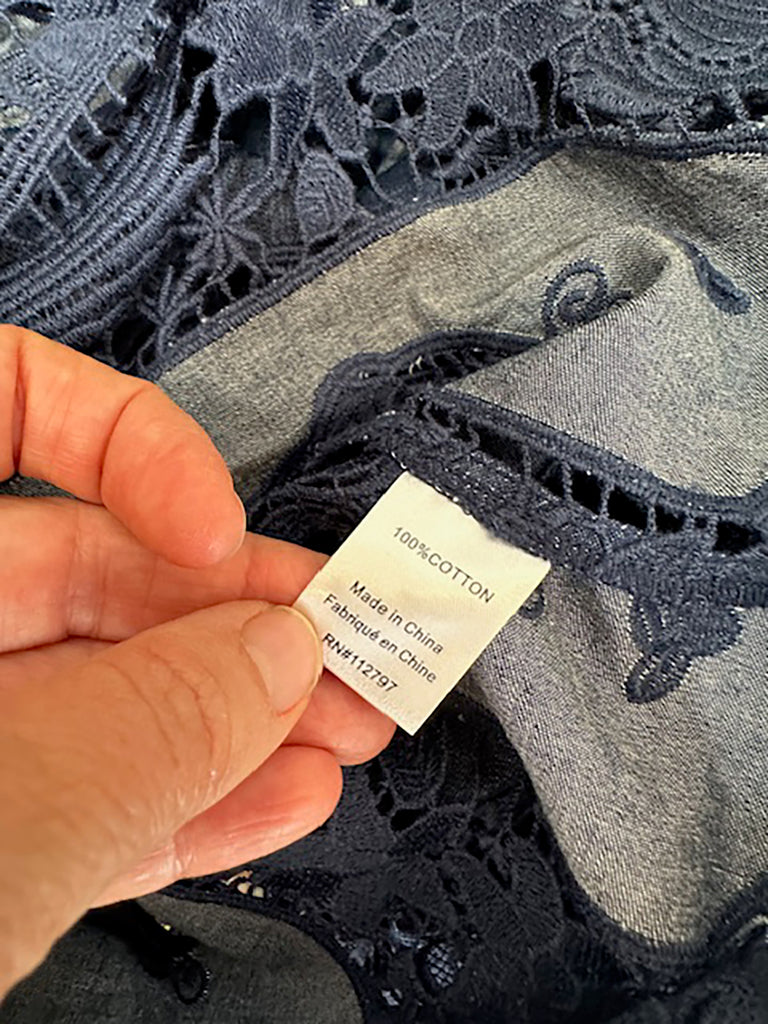 100%COTTON
Made in China
Fabriqué en Chine
RN#112797